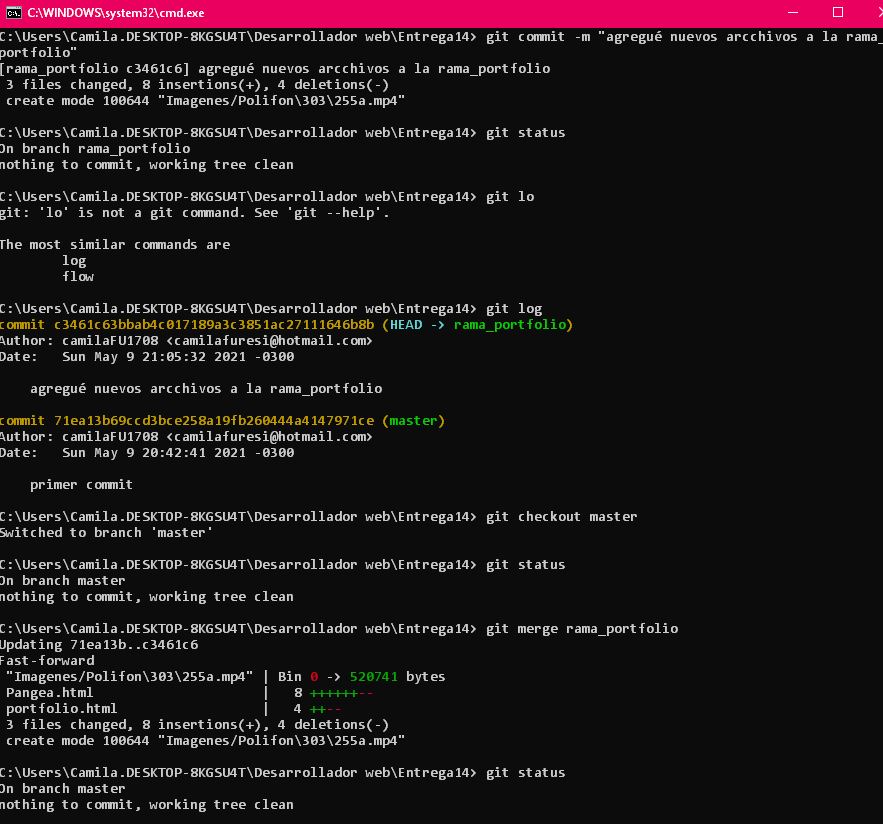 C:\WINDOWS\system32\cmd.exe
C:\Users\Camila.DESKTOP-8KGSU4T\Desarrollador web\Entrega14> git commit -m "agregué nuevos arcchivos a la rama_
portfolio"
[rama_portfolio c3461c6] agregué nuevos arcchivos a la rama_portfolio
 3 files changed, 8 insertions(+), 4 deletions(-)
 create mode 100644 "Imagenes/Polifon\303\255a.mp4"
C:\Users\Camila.DESKTOP-8KGSU4T\Desarrollador web\Entrega14> git status
On branch rama_portfolio
nothing to commit, working tree clean
C:\Users\Camila.DESKTOP-8KGSU4T\Desarrollador web\Entrega14> git lo
git: 'lo' is not a git command. See 'git --help'.
The most similar commands are
        log
        flow
C:\Users\Camila.DESKTOP-8KGSU4T\Desarrollador web\Entrega14> git log
commit c3461c63bbab4c017189a3c3851ac27111646b8b (HEAD -> rama_portfolio)
Author: camilaFU1708 <camilafuresi@hotmail.com>
Date:   Sun May 9 21:05:32 2021 -0300
    agregué nuevos arcchivos a la rama_portfolio
commit 71ea13b69ccd3bce258a19fb260444a4147971ce (master)
Author: camilaFU1708 <camilafuresi@hotmail.com>
Date:   Sun May 9 20:42:41 2021 -0300
    primer commit
C:\Users\Camila.DESKTOP-8KGSU4T\Desarrollador web\Entrega14> git checkout master
Switched to branch 'master'
C:\Users\Camila.DESKTOP-8KGSU4T\Desarrollador web\Entrega14> git status
On branch master
nothing to commit, working tree clean
C:\Users\Camila.DESKTOP-8KGSU4T\Desarrollador web\Entrega14> git merge rama_portfolio
Updating 71ea13b..c3461c6
Fast-forward
 "Imagenes/Polifon\303\255a.mp4" | Bin 0 -> 520741 bytes
 Pangea.html                     |   8 ++++++--
 portfolio.html                  |   4 ++--
 3 files changed, 8 insertions(+), 4 deletions(-)
 create mode 100644 "Imagenes/Polifon\303\255a.mp4"
C:\Users\Camila.DESKTOP-8KGSU4T\Desarrollador web\Entrega14> git status
On branch master
nothing to commit, working tree clean